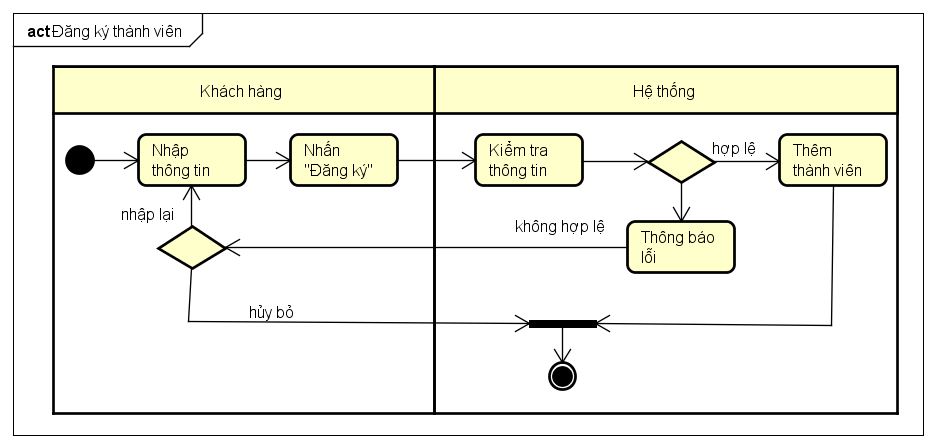 act Đăng ký thành viên
Khách hàng
Hệ thống
Nhập
thông tin
Nhấn
"Đăng ký"
Kiểm tra
thông tin
hợp lệ
Thêm
thành viên
nhập lại
không hợp lệ
Thông báo
lỗi
hủy bỏ